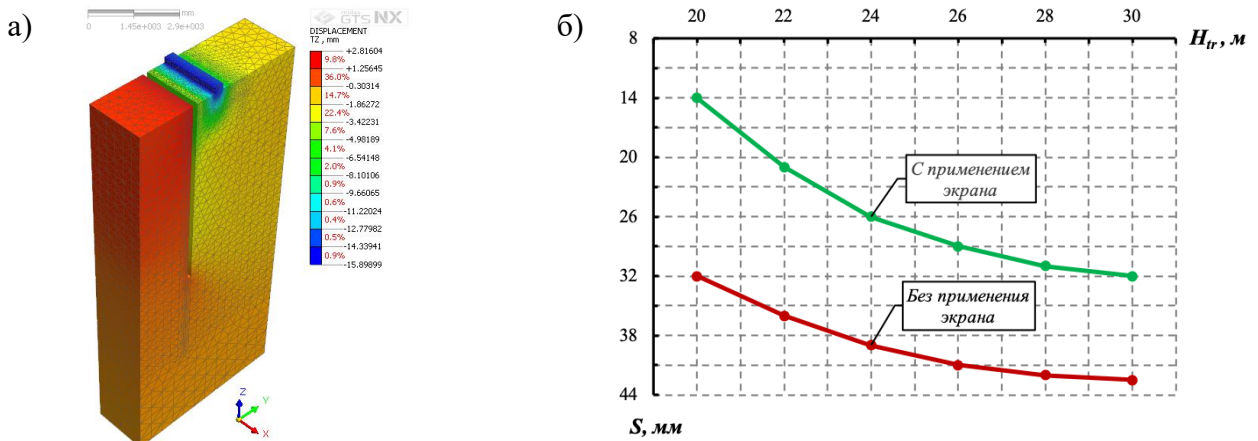 а)
mm
0 1.45e+003 2.9e+003
GTS NX
DISPLACEMENT
TZ , mm
+2.81604
9.8%
+1.25645
36.0%
-0.30314
14.7%
-1.86272
22.4%
-3.42231
7.6%
-4.98189
4.1%
-6.54148
2.0%
-8.10106
0.9%
-9.66065
0.6%
-11.22024
0.4%
-12.77982
0.5%
-14.33941
0.9%
-15.89899
Z
Y
X
б)
20 22 24 26 28 30
H_tr , м
8
14
20
26
32
38
44
С применением
экрана
Без применения
экрана
S, мм